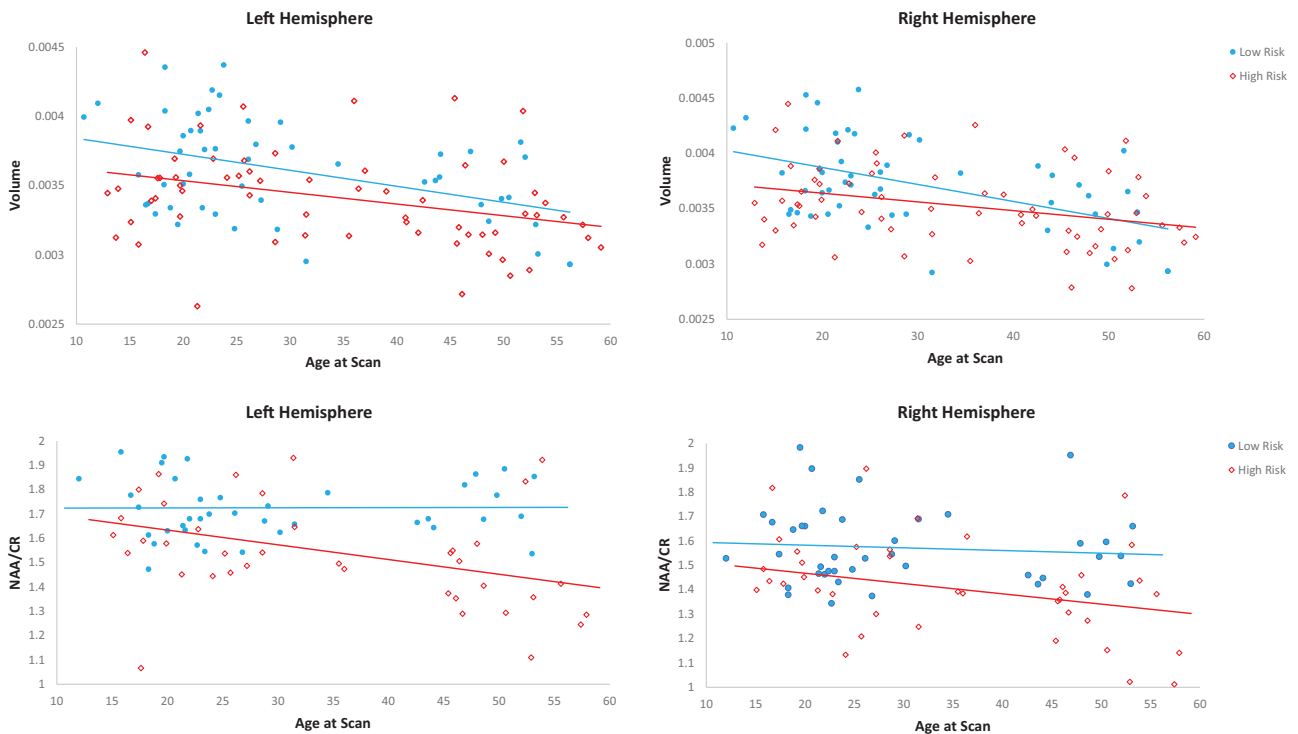 Left Hemisphere
0.0045
0.004
0.0035
0.003
0.0025
Volume
10 15 20 25 30 35 40 45 50 55 60
Age at Scan
Right Hemisphere
0.005
0.0045
0.004
0.0035
0.003
0.0025
Volume
10 20 30 40 50 60
Age at Scan
Low Risk
High Risk
Left Hemisphere
2
1.9
1.8
1.7
1.6
1.5
1.4
1.3
1.2
1.1
1
NAA/CR
10 15 20 25 30 35 40 45 50 55 60
Age at Scan
Right Hemisphere
2
1.9
1.8
1.7
1.6
1.5
1.4
1.3
1.2
1.1
1
NAA/CR
10 15 20 25 30 35 40 45 50 55 60
Age at Scan
Low Risk
High Risk